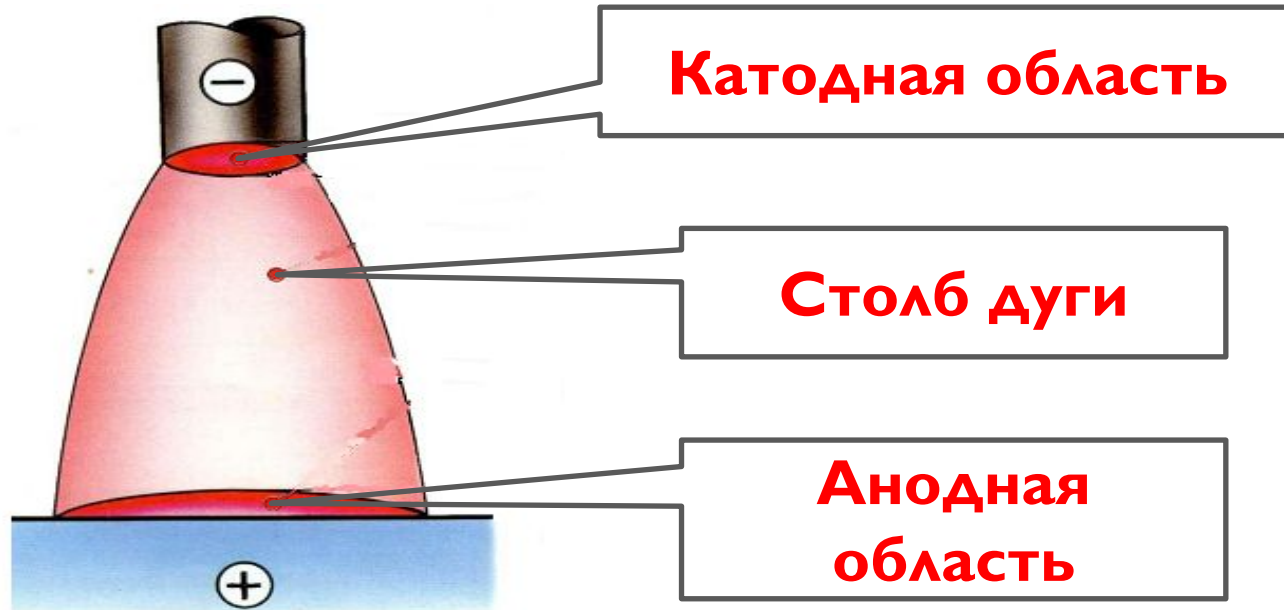 −
Катодная область
Столб дуги
Анодная
область
+